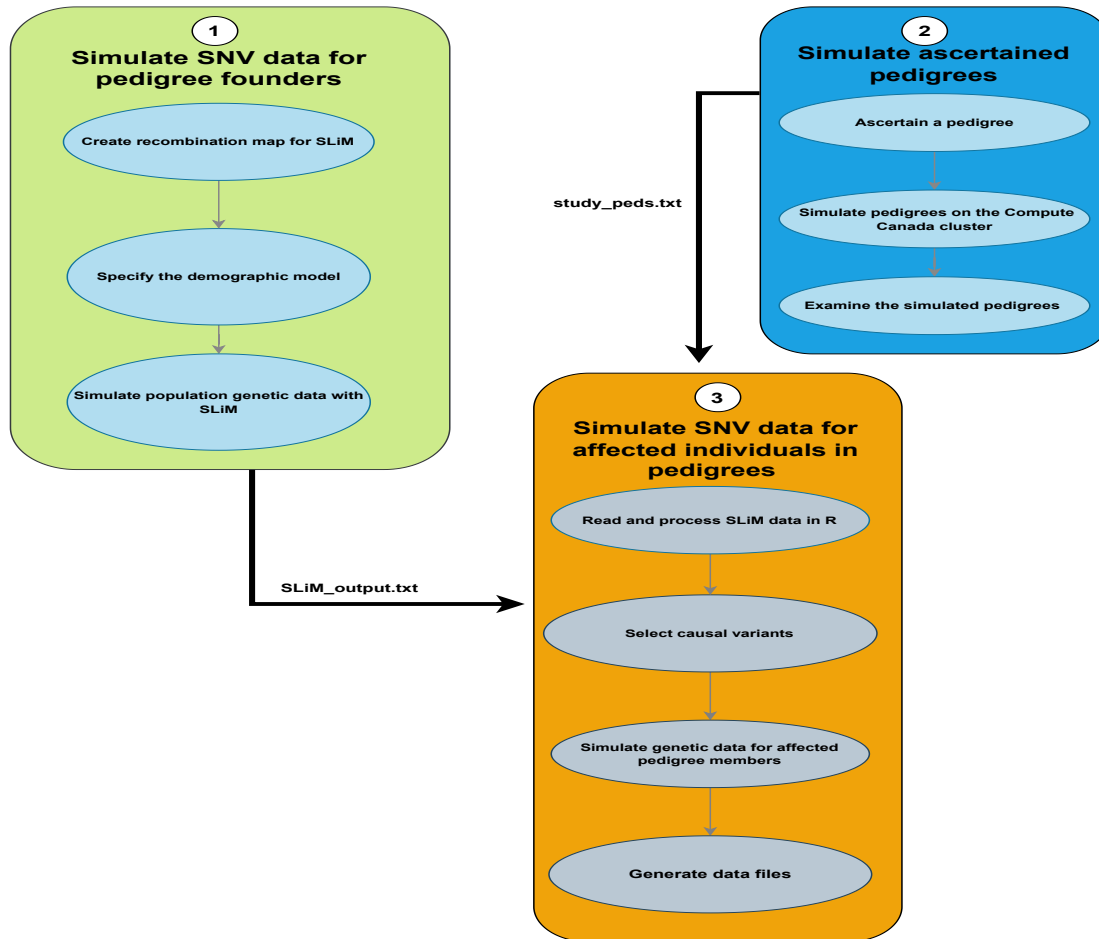 1
Simulate SNV data for
pedigree founders
Create recombination map for SLiM
Specify the demographic model
Simulate population genetic data with
SLiM
SLiM_output.txt
2
Simulate ascertained
pedigrees
Ascertain a pedigree
Simulate pedigrees on the Compute
Canada cluster
Examine the simulated pedigrees
study_peds.txt
3
Simulate SNV data for
affected individuals in
pedigrees
Read and process SLiM data in R
Select causal variants
Simulate genetic data for affected
pedigree members
Generate data files